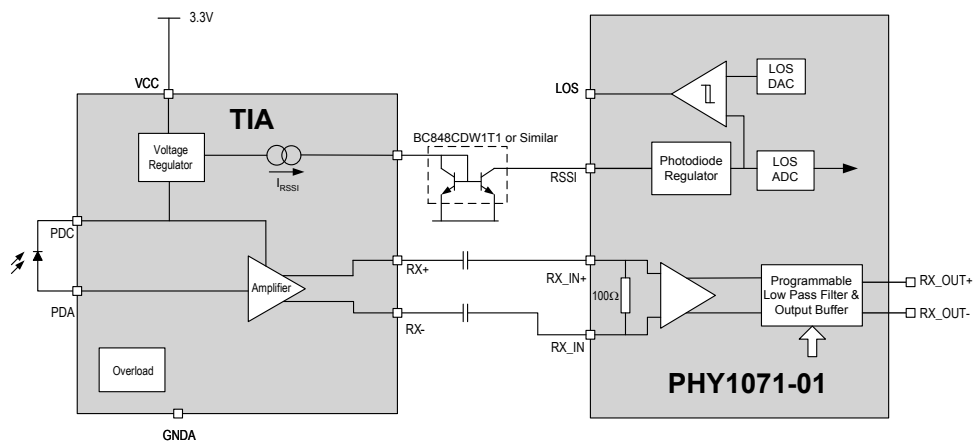 3.3V
VCC
TIA
Voltage
Regulator
IRSSI
BC848CDW1T1 or Similar
LOS
LOS
DAC
RSSI
Photodiode
Regulator
LOS
ADC
PDC
PDA
Amplifier
RX+
RX-
RX_IN+
RX_IN
100Ω
Programmable
Low Pass Filter &
Output Buffer
RX_OUT+
RX_OUT-
Overload
GNDA
PHY1071-01